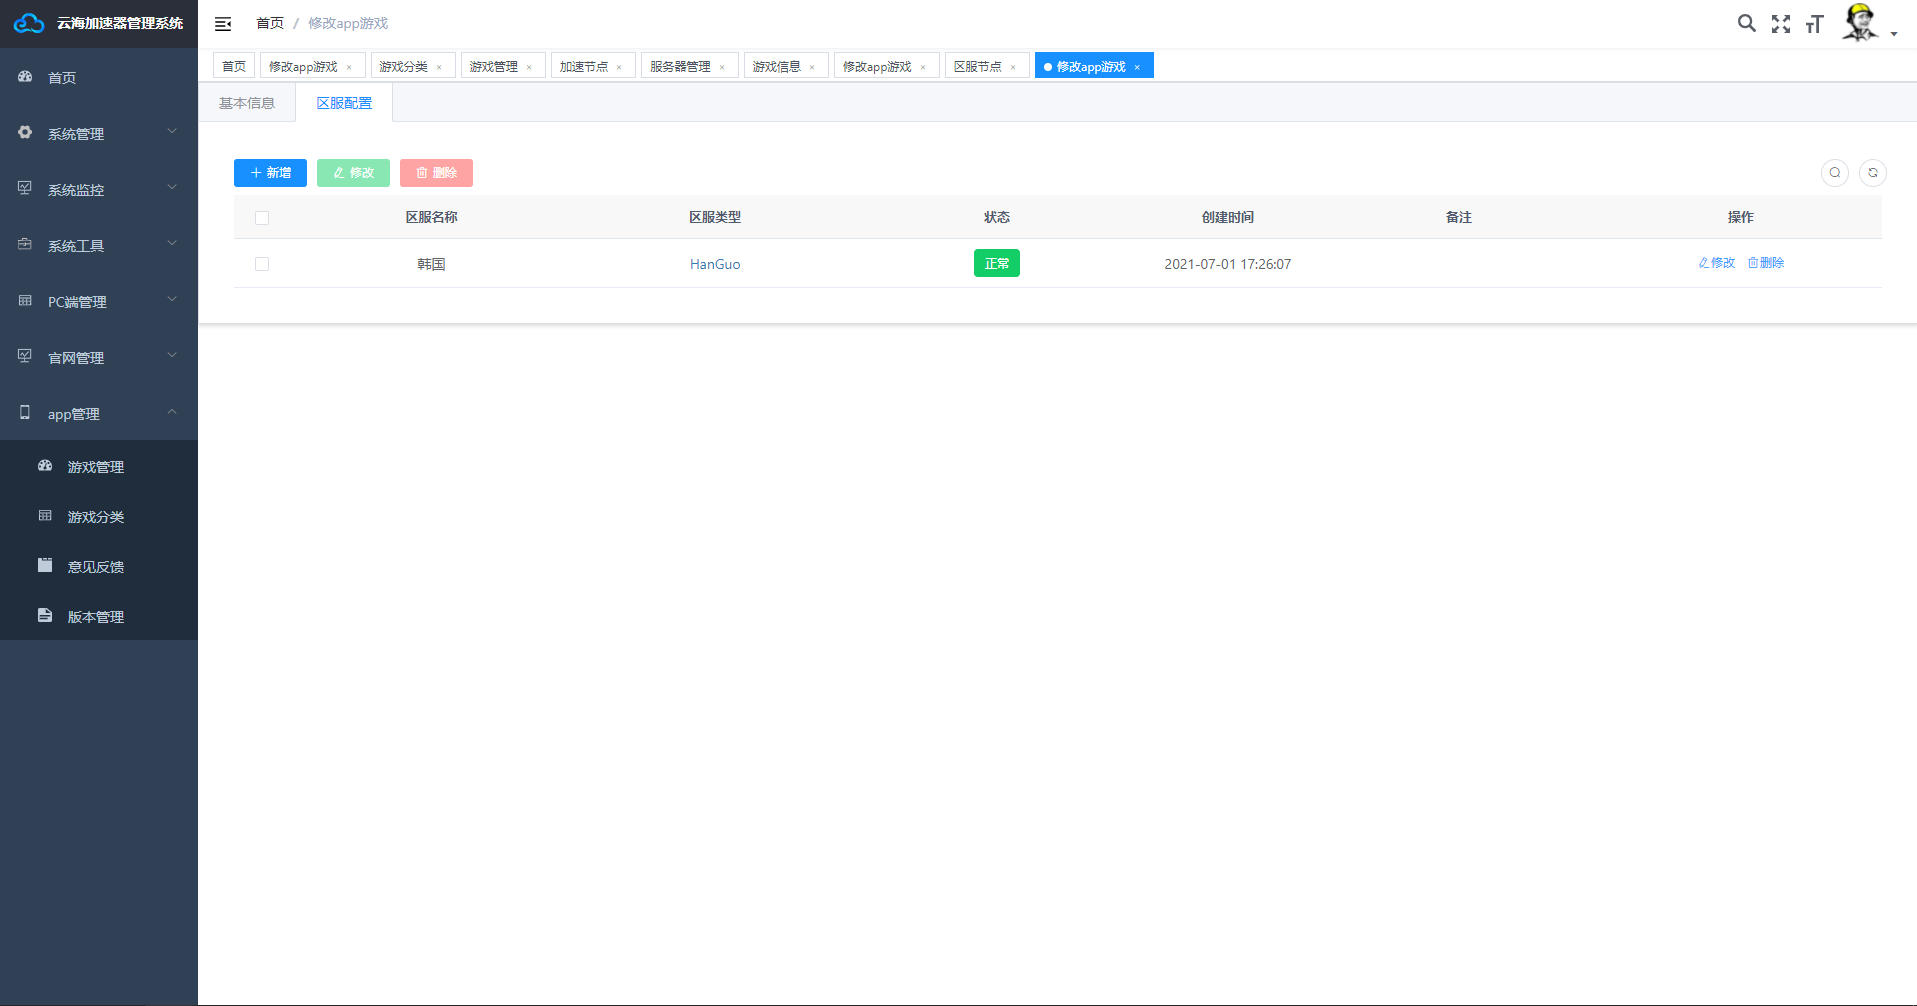 云海加速器管理系统
首页 / 修改app游戏
首页 修改app游戏 × 游戏分类 × 游戏管理 × 加速节点 × 服务器管理 × 游戏信息 × 修改app游戏 × 区服节点 × 修改app游戏 ×
基本信息 区服配置
首页
系统管理
系统监控
系统工具
PC端管理
官网管理
app管理
游戏管理
游戏分类
意见反馈
版本管理
新增 修改 删除
区服名称 区服类型 状态 创建时间 备注 操作
韩国 HanGuo 正常 2021-07-01 17:26:07 修改 删除